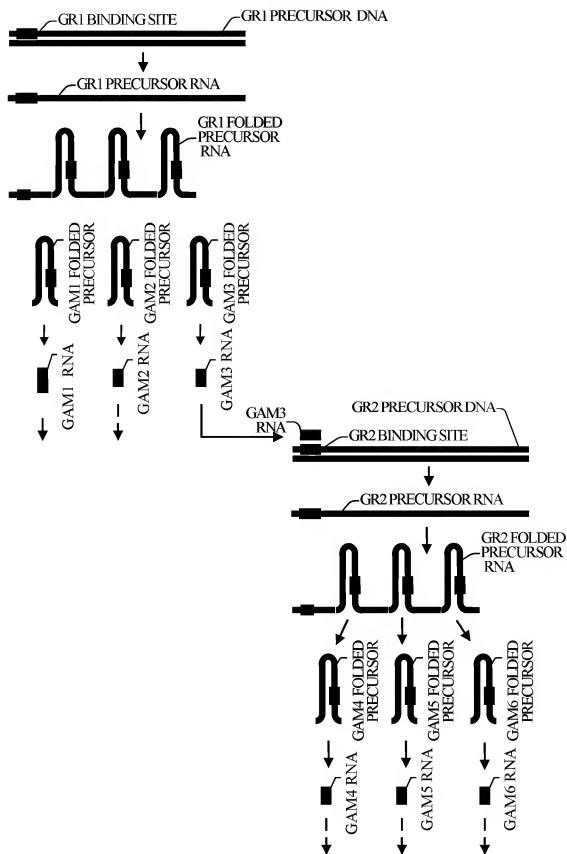 GR1 BINDING SITE
GR1 PRECURSOR DNA
GR1 PRECURSOR RNA
GR1 FOLDED
PRECURSOR
RNA
GAM1 FOLDED
PRECURSOR
GAM2 FOLDED
PRECURSOR
GAM3 FOLDED
PRECURSOR
GAM1 RNA
GAM2 RNA
GAM3 RNA
GAM3
RNA
GR2 PRECURSOR DNA
GR2 BINDING SITE
GR2 PRECURSOR RNA
GR2 FOLDED
PRECURSOR
RNA
GAM4 FOLDED
PRECURSOR
GAM5 FOLDED
PRECURSOR
GAM6 FOLDED
PRECURSOR
GAM4 RNA
GAM5 RNA
GAM6 RNA